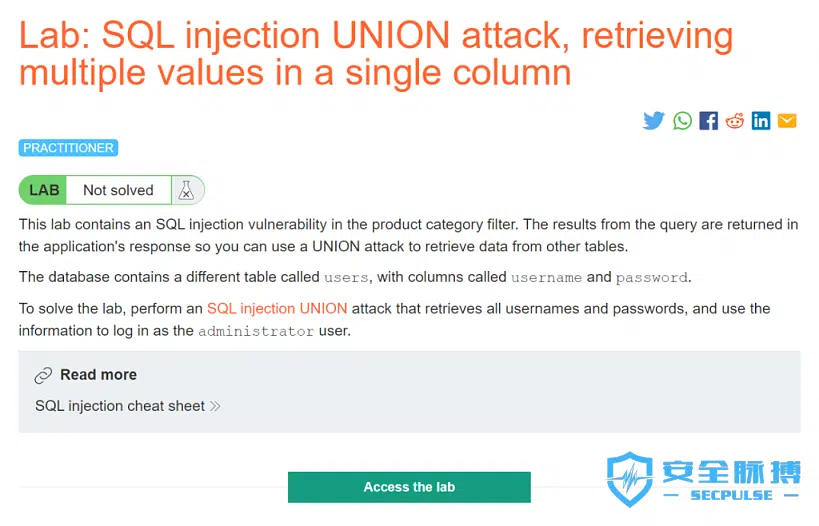 Lab: SQL injection UNION attack, retrieving
multiple values in a single column
PRACTITIONER
LAB Not solved
This lab contains an SQL injection vulnerability in the product category filter. The results from the query are returned in
the application's response so you can use a UNION attack to retrieve data from other tables.
The database contains a different table called users, with columns called username and password.
To solve the lab, perform an SQL injection UNION attack that retrieves all usernames and passwords, and use the
information to log in as the administrator user.
Read more
SQL injection cheat sheet
Access the lab
安全脉搏
SECPULSE